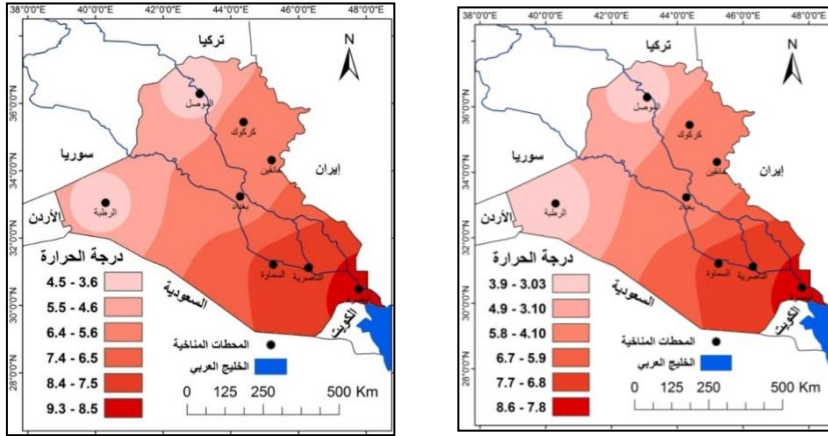 38°0'0"E 40°0'0"E 42°0'0"E 44°0'0"E 46°0'0"E 48°0'0"E
تركيا
N
36°0'0"N
الموصل
كركوك
سوريا
34°0'0"N
خانقين
إيران
بغداد
الرطبة
الأردن
32°0'0"N
درجة الحرارة
السماوة
الناصرية
السعودية
الكويت
30°0'0"N
28°0'0"N
4.5 - 3.6
5.5 - 4.6
6.4 - 5.6
7.4 - 6.5
8.4 - 7.5
9.3 - 8.5
المحطات المناخية
الخليج العربي
0 125 250 500 Km
38°0'0"E 40°0'0"E 42°0'0"E 44°0'0"E 46°0'0"E 48°0'0"E
تركيا
N
36°0'0"N
الموصل
كركوك
سوريا
34°0'0"N
خانقين
إيران
بغداد
الرطبة
الأردن
32°0'0"N
درجة الحرارة
السماوة
الناصرية
السعودية
الكويت
30°0'0"N
28°0'0"N
3.9 - 3.03
4.9 - 3.10
5.8 - 4.10
6.7 - 5.9
7.7 - 6.8
8.6 - 7.8
المحطات المناخية
الخليج العربي
0 125 250 500 Km